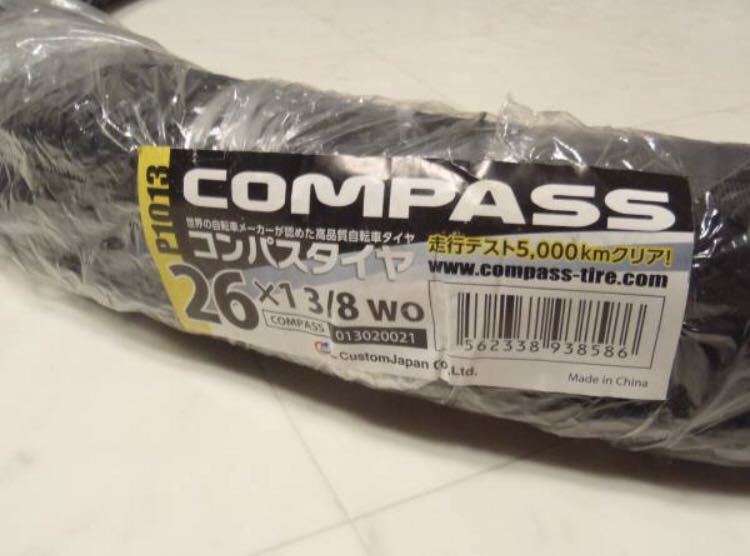 P1013
COMPASS
世界の自転車メーカーが認めた高品質自転車タイヤ
コンパスタイヤ
走行テスト5,000kmクリア!
www.compass-tire.com
26×1 3/8 WO
COMPASS 013020021
CustomJapan Co.,Ltd.
562338 938586
Made in China